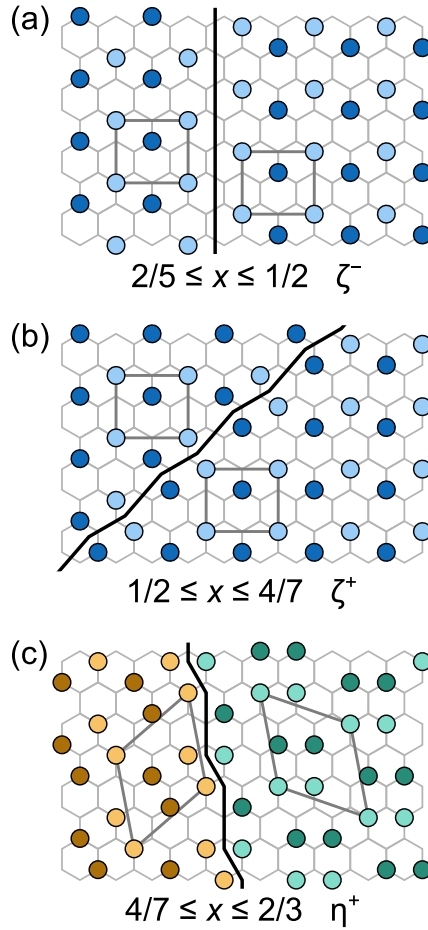 (a)
2/5 ≤ x ≤ 1/2 ζ⁻
(b)
1/2 ≤ x ≤ 4/7 ζ⁺
(c)
4/7 ≤ x ≤ 2/3 η⁺